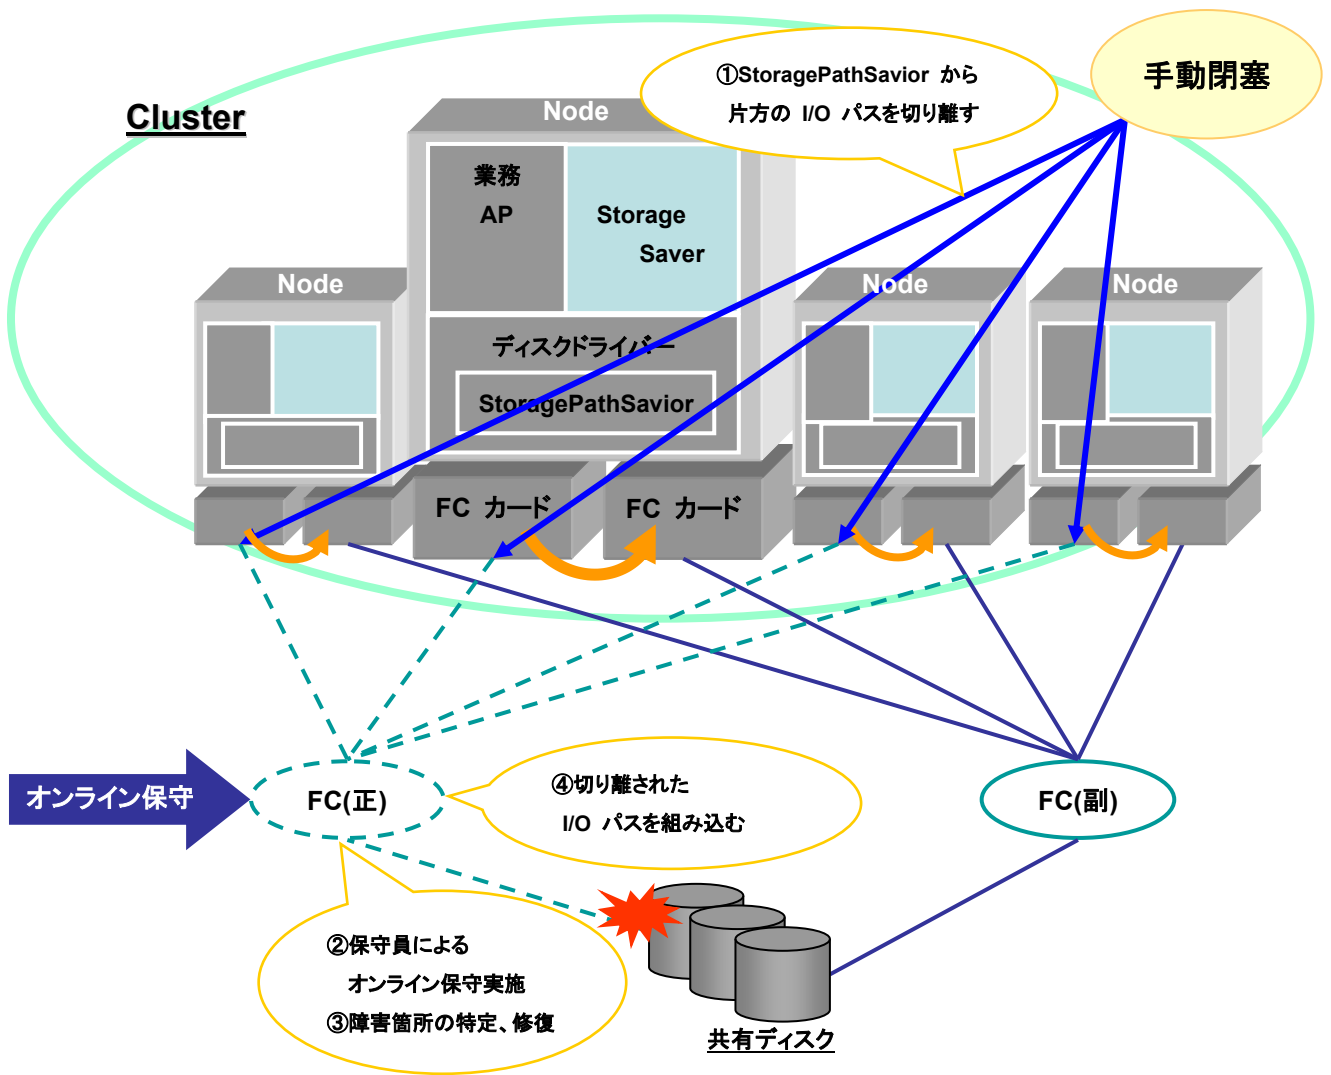 ①StoragePathSavior から
片方の I/O パスを切り離す
手動閉塞
Cluster
Node
業務
AP
Storage
Saver
ディスクドライバー
StoragePathSavior
Node
Node
Node
FC カード
FC カード
オンライン保守
FC(正)
④切り離された
I/O パスを組み込む
FC(副)
②保守員による
オンライン保守実施
③障害箇所の特定、修復
共有ディスク